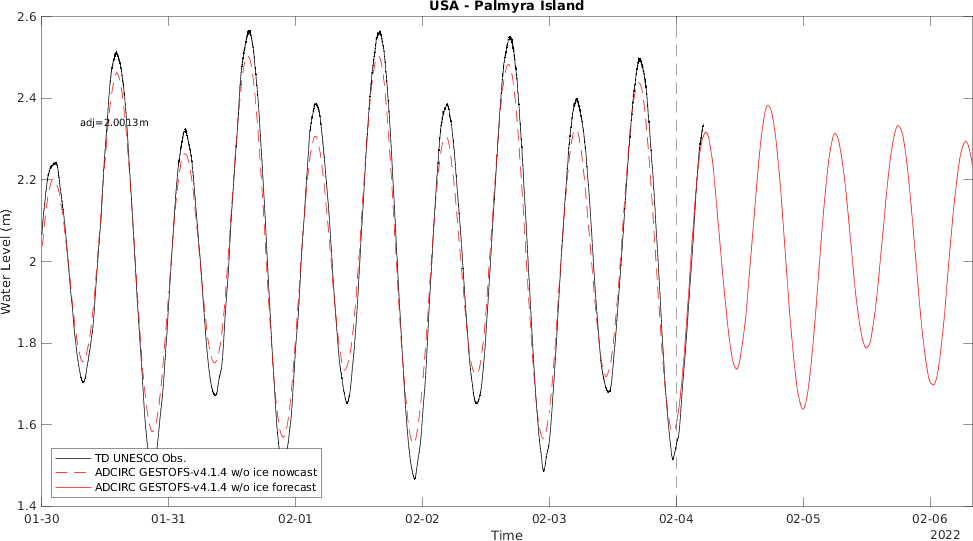 USA - Palmyra Island
2.6
2.4
adj=2.0013m
2.2
2
1.8
1.6
1.4
Water Level (m)
TD UNESCO Obs.
ADCIRC GESTOFS-v4.1.4 w/o ice nowcast
ADCIRC GESTOFS-v4.1.4 w/o ice forecast
01-30 01-31 02-01 02-02 02-03 02-04 02-05 02-06
Time
2022